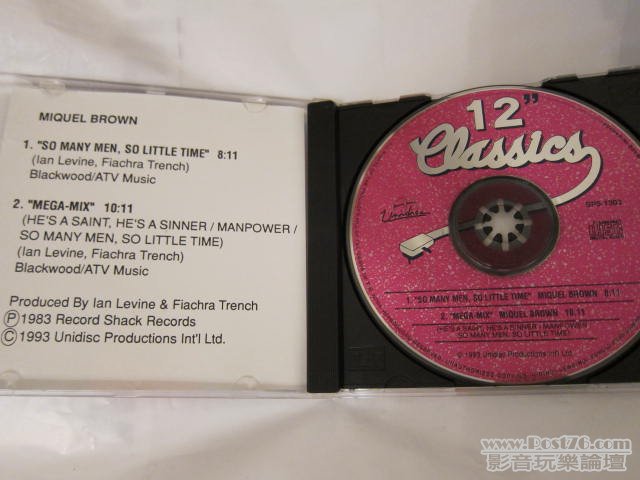 MIQUEL BROWN
1. "SO MANY MEN, SO LITTLE TIME" 8:11
(Ian Levine, Fiachra Trench)
Blackwood/ATV Music
2. "MEGA-MIX" 10:11
(HE'S A SAINT, HE'S A SINNER / MANPOWER /
SO MANY MEN, SO LITTLE TIME)
(Ian Levine, Fiachra Trench)
Blackwood/ATV Music
Produced By Ian Levine & Fiachra Trench
Ⓟ 1983 Record Shack Records
Ⓒ 1993 Unidisc Productions Int'l Ltd.
12"
Classics
Unidisc
1. "SO MANY MEN, SO LITTLE TIME" MIQUEL BROWN 8:11
2. "MEGA-MIX" MIQUEL BROWN 10:11
(HE'S A SAINT, HE'S A SINNER / MANPOWER
SO MANY MEN, SO LITTLE TIME)
© 1993 Unidisc Productions Int'l Ltd.
www.Post76.com
影音玩樂論壇